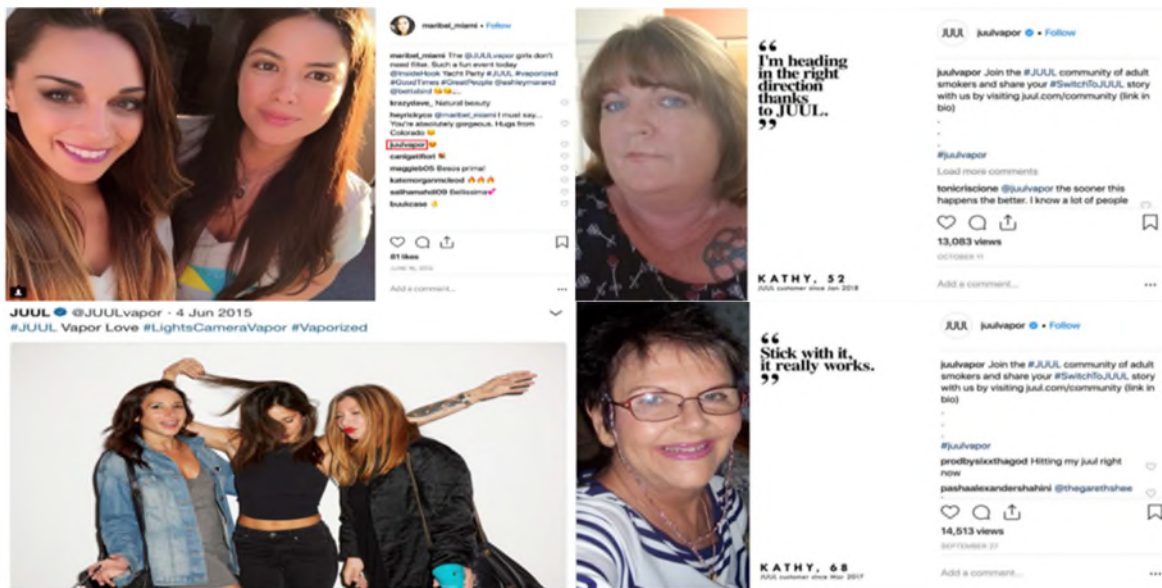 maribel_miami • Follow
maribel_miami The @JUULvapor girls don't
need filter. Such a fun event today
@InsideHook Yacht Party #JUUL #vaporized
#GoodTimes #GreatPeople @ashleymorand
@bettabird
krazyslave_ Natural beauty
heyrickyco @maribel_miami I must say...
You're absolutely gorgeous. Hugs from
Colorado
juulvapor
canigetifiori
maggieb05 Besos prima!
katemorganmcleod
salihamahdi09 Bellissima
buukcase
81 likes
Add a comment...
“
I'm heading
in the right
direction
thanks
to JUUL.
”
KATHY, 52
JUUL customer since Jan 2018
JUUL
juulvapor • Follow
juulvapor Join the #JUUL community of adult
smokers and share your #SwitchToJUUL story
with us by visiting juul.com/community (link in
bio)
.
.
.
#juulvapor
Load more comments
tonicriscione @juulvapor the sooner this
happens the better. I know a lot of people
13,083 views
OCTOBER 11
Add a comment...
JUUL @JUULvapor · 4 Jun 2015
#JUUL Vapor Love #LightsCameraVapor #Vaporized
“
Stick with it,
it really works.
”
KATHY, 68
JUUL customer since Mar 2017
JUUL
juulvapor • Follow
juulvapor Join the #JUUL community of adult
smokers and share your #SwitchToJUUL story
with us by visiting juul.com/community (link in
bio)
.
.
.
#juulvapor
prodbysixxthagod Hitting my juul right
now
pashaalexandershahini @thegarethshee
14,513 views
SEPTEMBER 27
Add a comment...